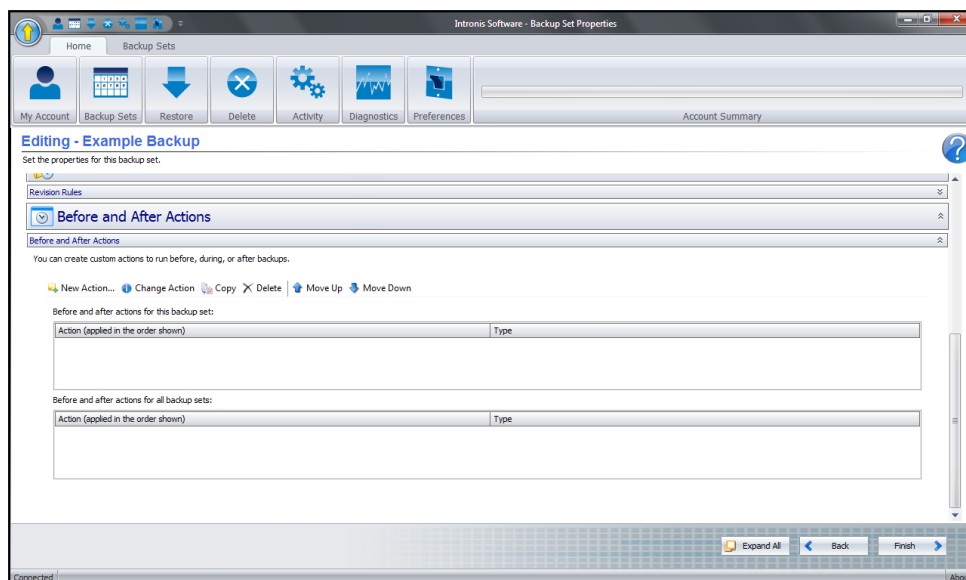 Intronis Software - Backup Set Properties
Home Backup Sets
My Account Backup Sets Restore Delete Activity Diagnostics Preferences Account Summary
Editing - Example Backup
Set the properties for this backup set.
Revision Rules
Before and After Actions
Before and After Actions
You can create custom actions to run before, during, or after backups.
New Action... Change Action Copy Delete Move Up Move Down
Before and after actions for this backup set:
Action (applied in the order shown) Type
Before and after actions for all backup sets:
Action (applied in the order shown) Type
Expand All Back Finish
Connected Abou